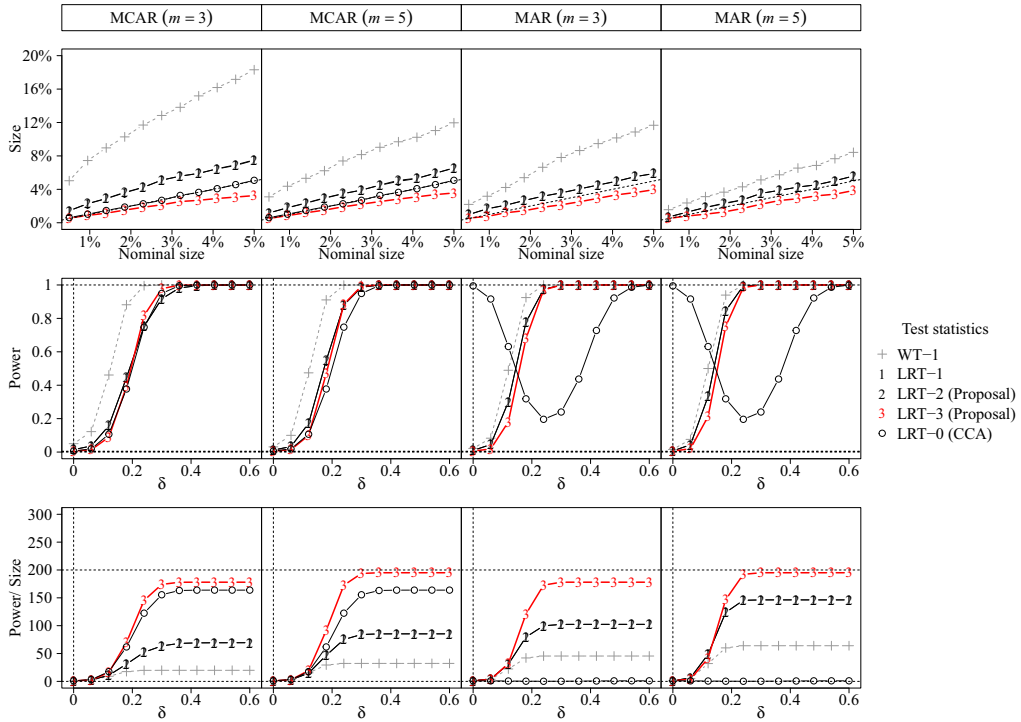 MCAR (m = 3) MCAR (m = 5) MAR (m = 3) MAR (m = 5)
20%
16%
12%
8%
4%
0%
Size
1% 2% 3% 4% 5% 1% 2% 3% 4% 5% 1% 2% 3% 4% 5% 1% 2% 3% 4% 5%
Nominal size Nominal size Nominal size Nominal size
1
0.8
0.6
0.4
0.2
0
Power
0 0.2 0.4 0.6 0 0.2 0.4 0.6 0 0.2 0.4 0.6 0 0.2 0.4 0.6
δ δ δ δ
Test statistics
WT−1
1 LRT−1
2 LRT−2 (Proposal)
3 LRT−3 (Proposal)
LRT−0 (CCA)
300
250
200
150
100
50
0
Power/ Size
0 0.2 0.4 0.6 0 0.2 0.4 0.6 0 0.2 0.4 0.6 0 0.2 0.4 0.6
δ δ δ δ